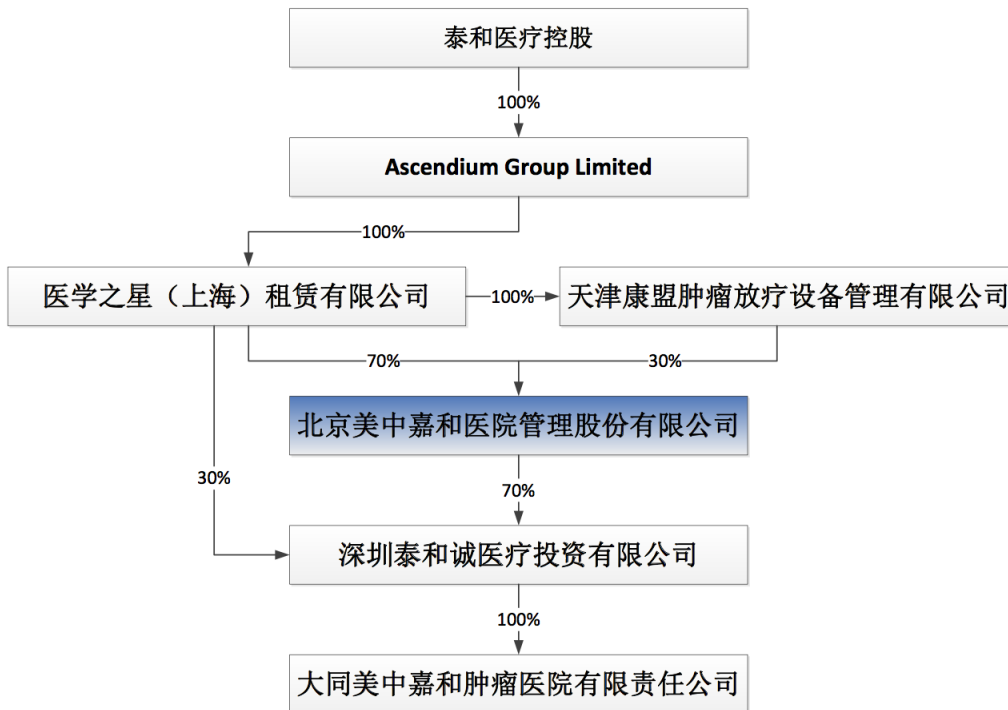 泰和医疗控股
100%
Ascendium Group Limited
100%
医学之星（上海）租赁有限公司
100%
天津康盟肿瘤放疗设备管理有限公司
70%
30%
北京美中嘉和医院管理股份有限公司
30%
70%
深圳泰和诚医疗投资有限公司
100%
大同美中嘉和肿瘤医院有限责任公司